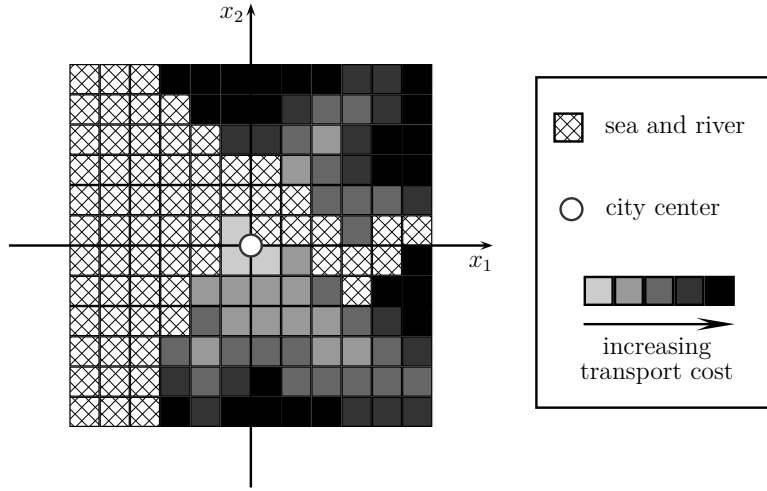 x₂
x₁
sea and river
city center
increasing
transport cost